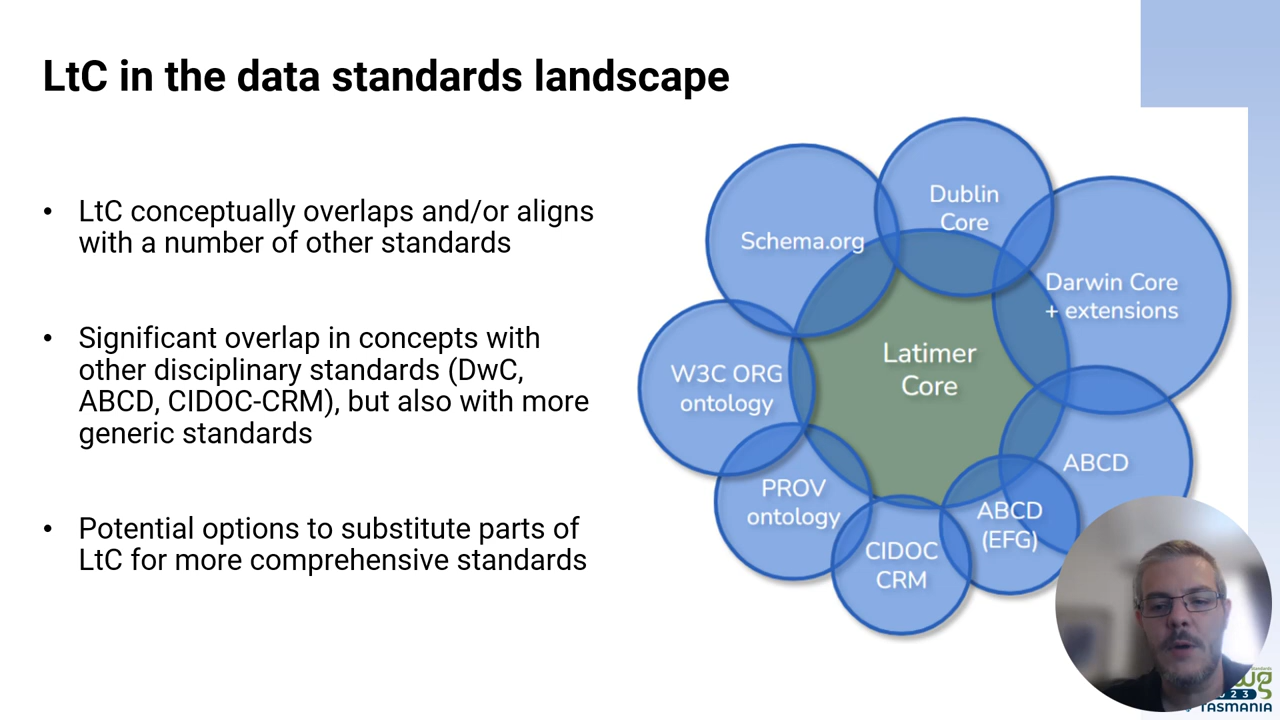 LtC in the data standards landscape
• LtC conceptually overlaps and/or aligns
with a number of other standards
• Significant overlap in concepts with
other disciplinary standards (DwC,
ABCD, CIDOC-CRM), but also with more
generic standards
• Potential options to substitute parts of
LtC for more comprehensive standards
Dublin
Core
Schema.org
Darwin Core
+ extensions
Latimer
Core
W3C ORG
ontology
ABCD
PROV
ontology
ABCD
(EFG)
CIDOC
CRM
TASMANIA